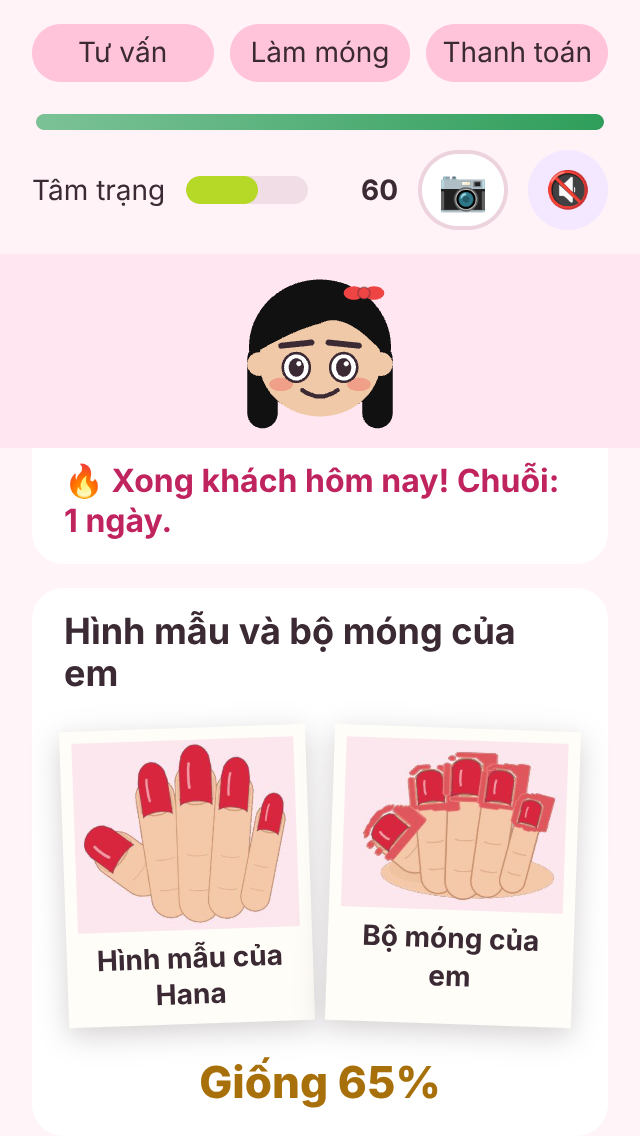 Tư vấn
Làm móng
Thanh toán
Tâm trạng
60
Xong khách hôm nay! Chuỗi:
1 ngày.
Hình mẫu và bộ móng của
em
Hình mẫu của
Hana
Bộ móng của
em
Giống 65%